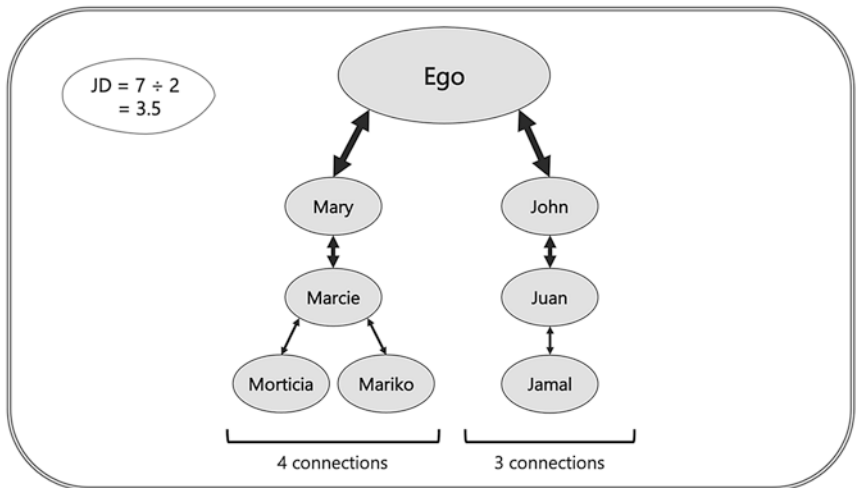 JD = 7 ÷ 2
= 3.5
Ego
Mary
John
Marcie
Juan
Morticia
Mariko
Jamal
4 connections
3 connections